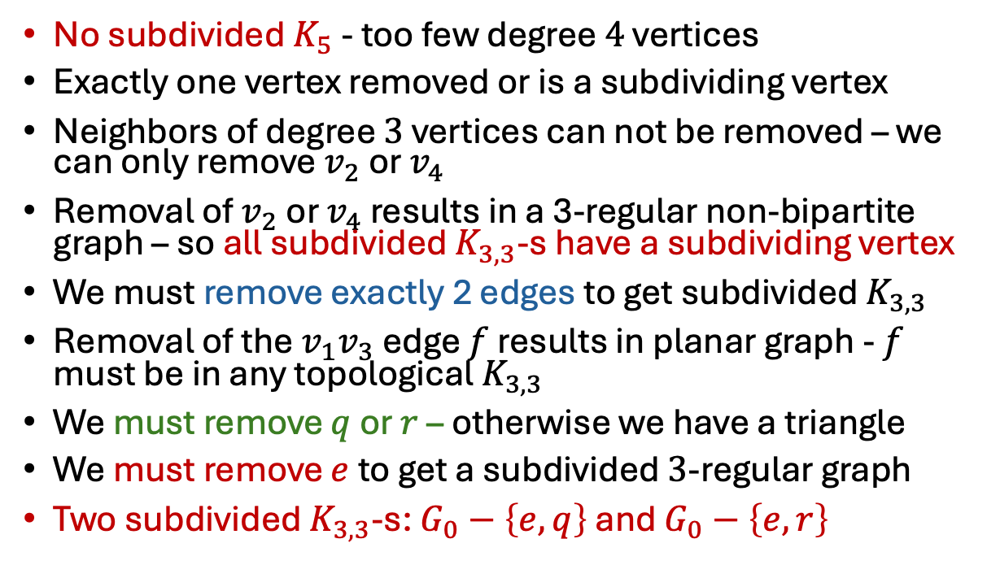 • No subdivided K₅ - too few degree 4 vertices
• Exactly one vertex removed or is a subdividing vertex
• Neighbors of degree 3 vertices can not be removed – we
can only remove v₂ or v₄
• Removal of v₂ or v₄ results in a 3-regular non-bipartite
graph – so all subdivided K₃,₃-s have a subdividing vertex
• We must remove exactly 2 edges to get subdivided K₃,₃
• Removal of the v₁v₃ edge f results in planar graph - f
must be in any topological K₃,₃
• We must remove q or r – otherwise we have a triangle
• We must remove e to get a subdivided 3-regular graph
• Two subdivided K₃,₃-s: G₀ − {e, q} and G₀ − {e, r}